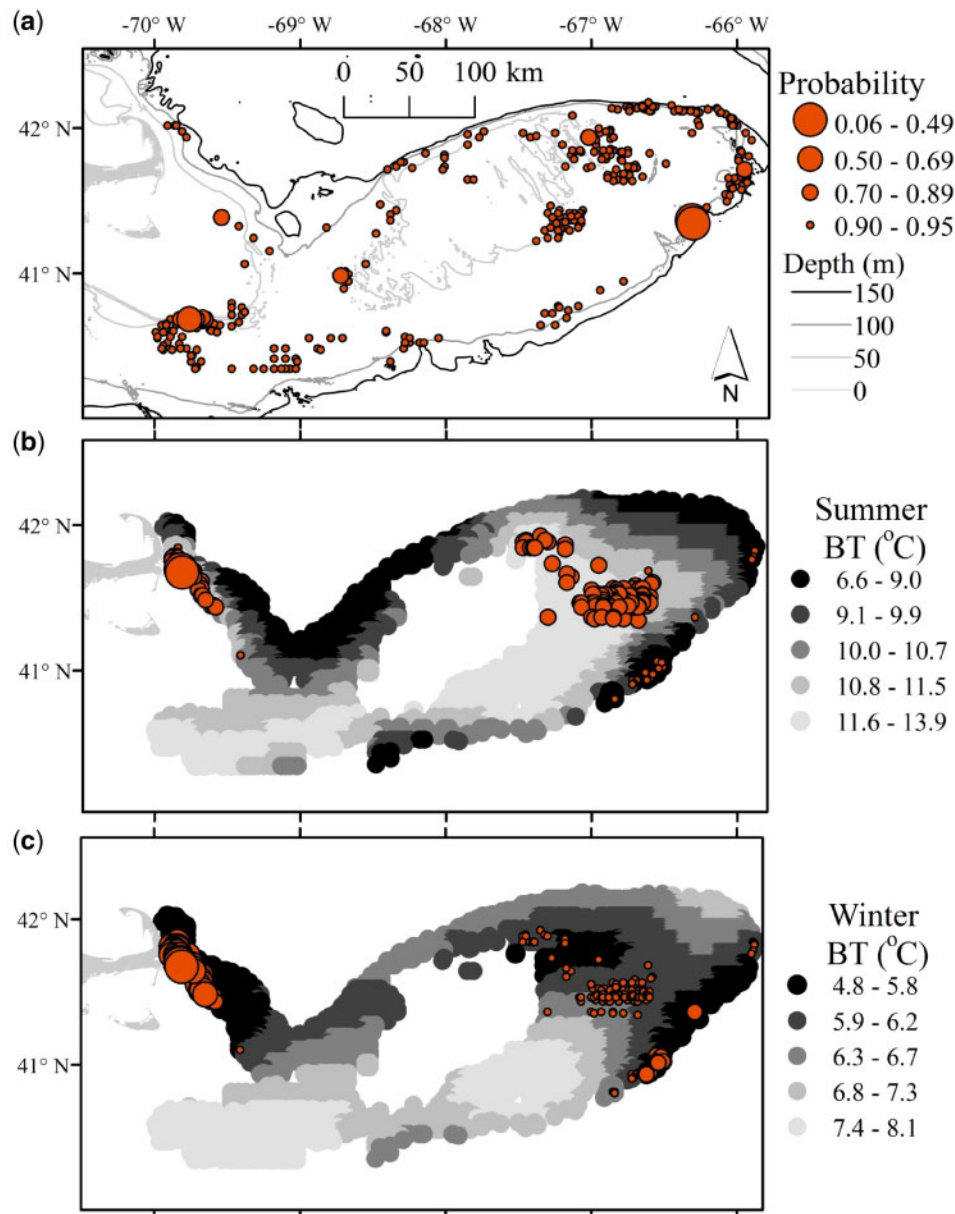 (a)
-70° W -69° W -68° W -67° W -66° W
0 50 100 km
42° N
41° N
N
Probability
0.06 - 0.49
0.50 - 0.69
0.70 - 0.89
0.90 - 0.95
Depth (m)
150
100
50
0
(b)
42° N
41° N
Summer
BT (°C)
6.6 - 9.0
9.1 - 9.9
10.0 - 10.7
10.8 - 11.5
11.6 - 13.9
(c)
42° N
41° N
Winter
BT (°C)
4.8 - 5.8
5.9 - 6.2
6.3 - 6.7
6.8 - 7.3
7.4 - 8.1